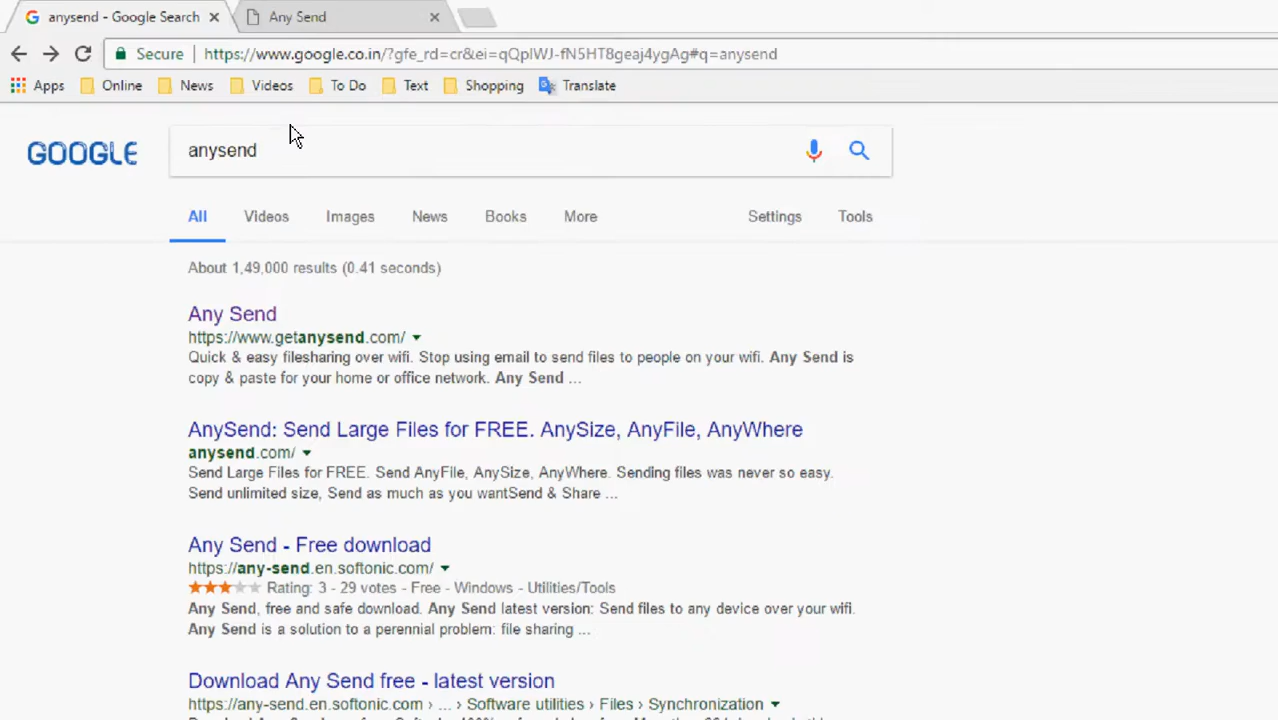 anysend - Google Search
Any Send
Secure
https://www.google.co.in/?gfe_rd=cr&ei=qQpIWJ-fN5HT8geaj4ygAg#q=anysend
Apps Online News Videos To Do Text Shopping Translate
GOOGLE
anysend
All Videos Images News Books More Settings Tools
About 1,49,000 results (0.41 seconds)
Any Send
https://www.getanysend.com/
Quick & easy filesharing over wifi. Stop using email to send files to people on your wifi. Any Send is
copy & paste for your home or office network. Any Send ...
AnySend: Send Large Files for FREE. AnySize, AnyFile, AnyWhere
anysend.com/
Send Large Files for FREE. Send AnyFIle, AnySize, AnyWhere. Sending files was never so easy.
Send unlimited size, Send as much as you wantSend & Share ...
Any Send - Free download
https://any-send.en.softonic.com/
Rating: 3 - 29 votes - Free - Windows - Utilities/Tools
Any Send, free and safe download. Any Send latest version: Send files to any device over your wifi.
Any Send is a solution to a perennial problem: file sharing ...
Download Any Send free - latest version
https://any-send.en.softonic.com › ... › Software utilities › Files › Synchronization